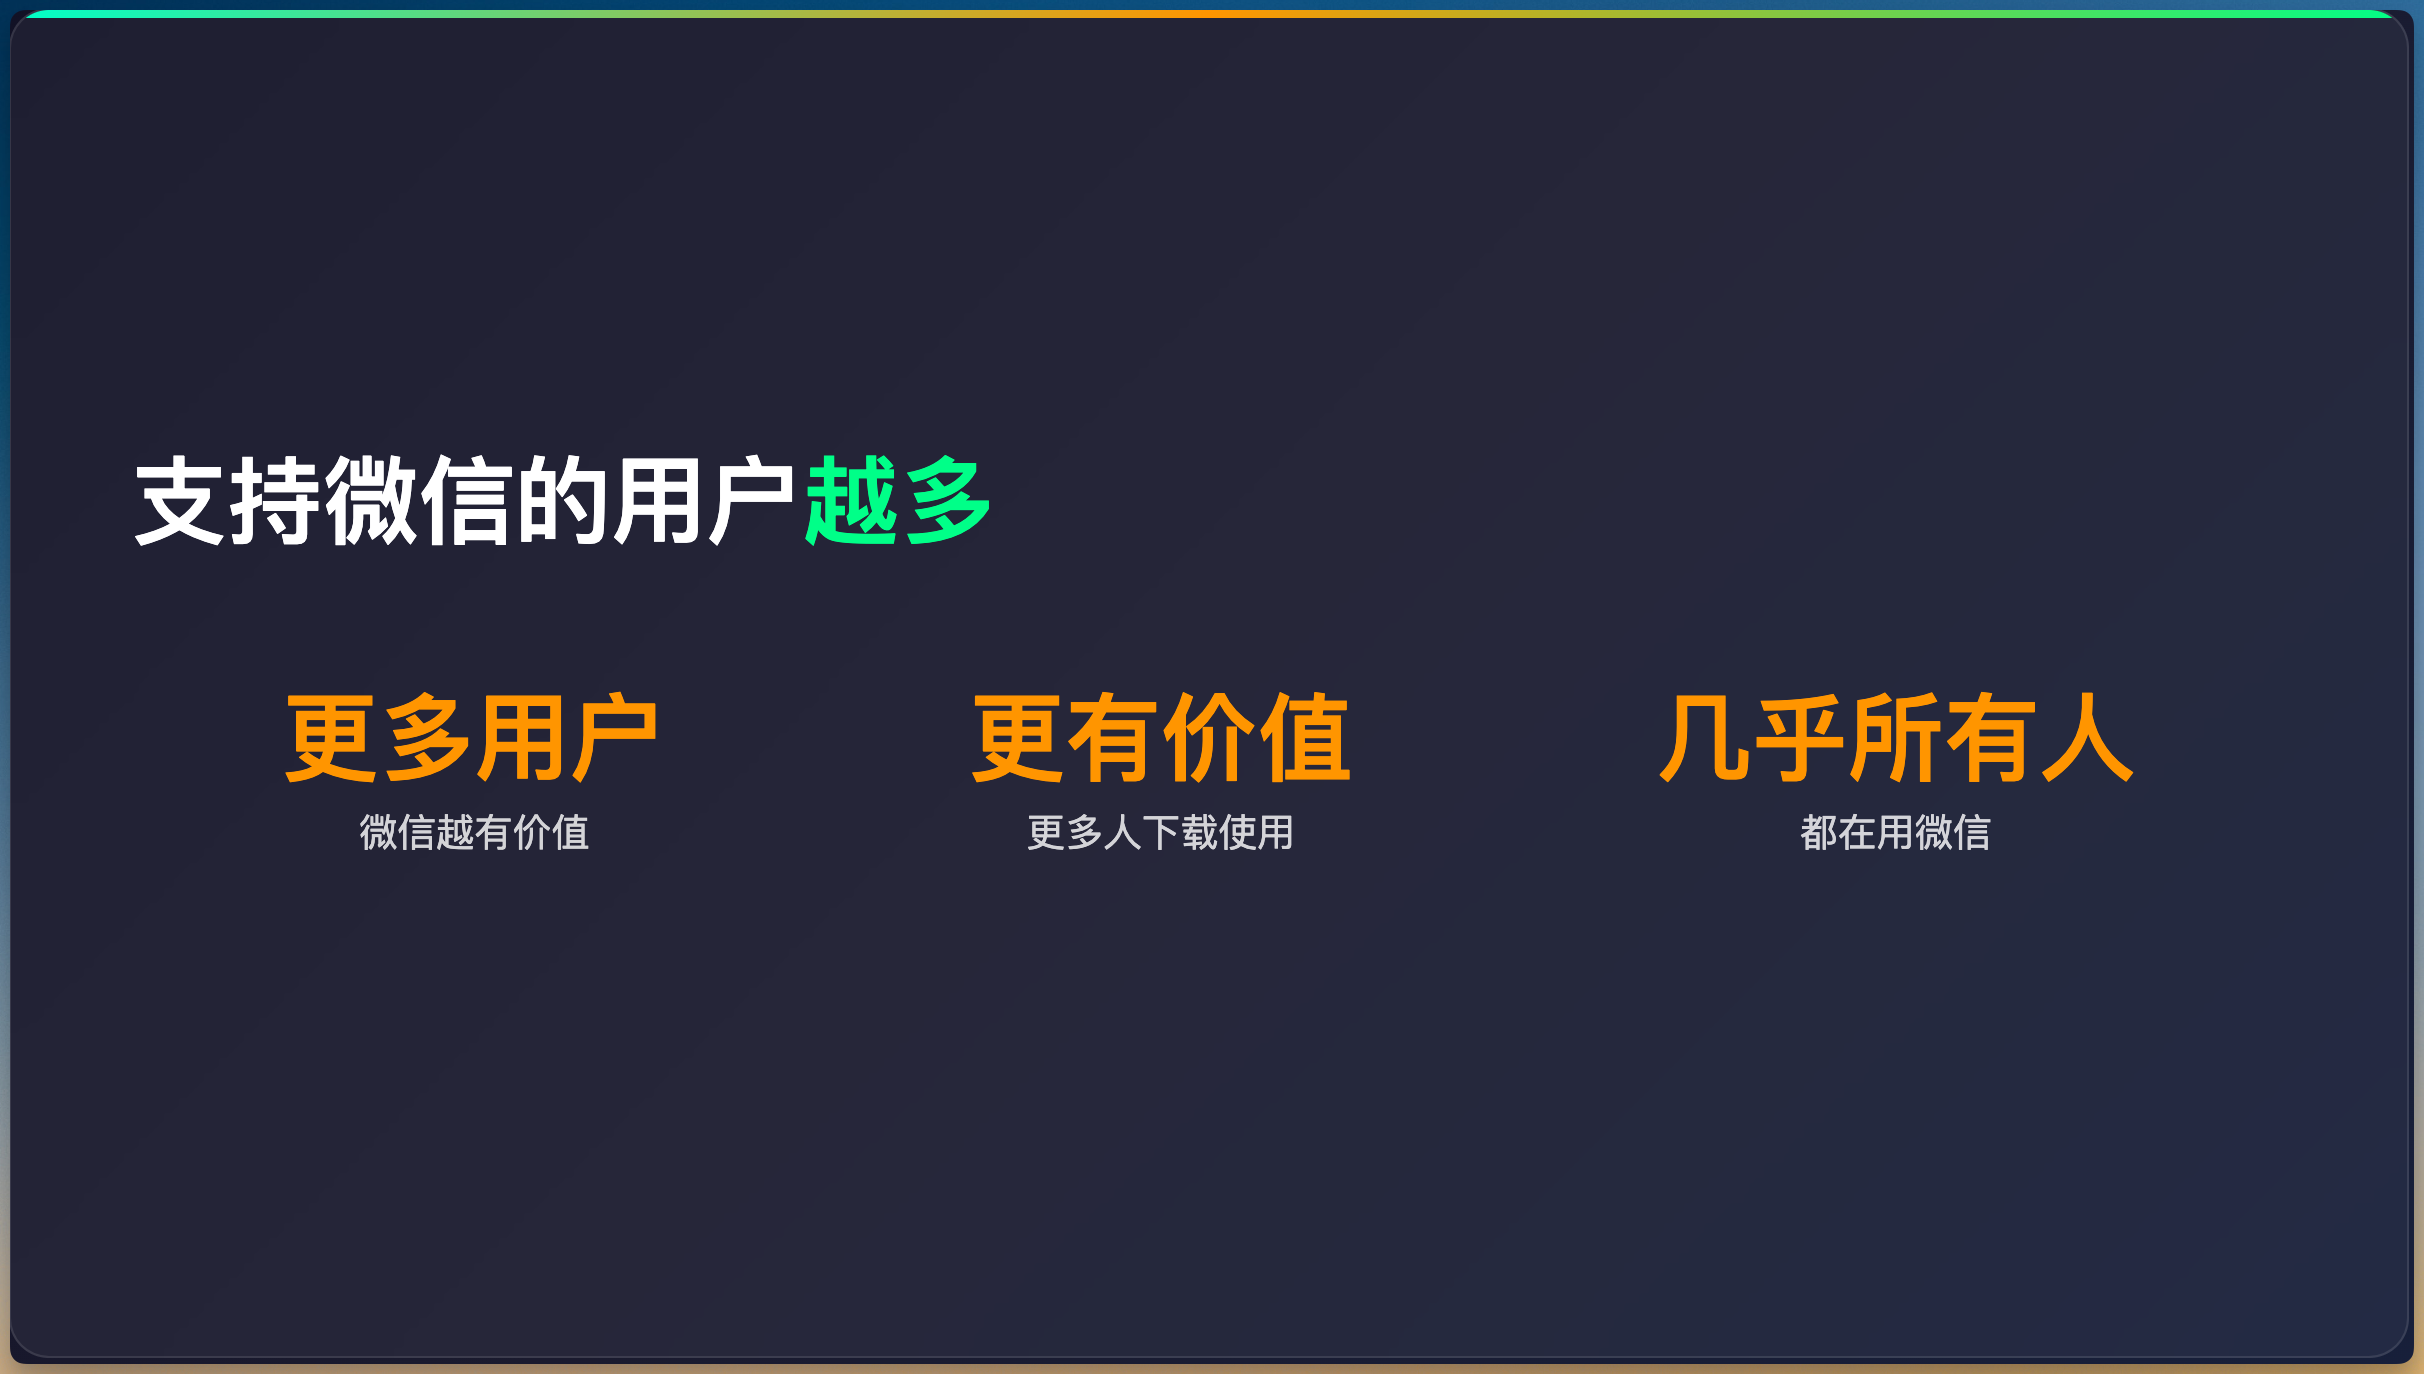 支持微信的用户越多
更多用户
微信越有价值
更有价值
更多人下载使用
几乎所有人
都在用微信